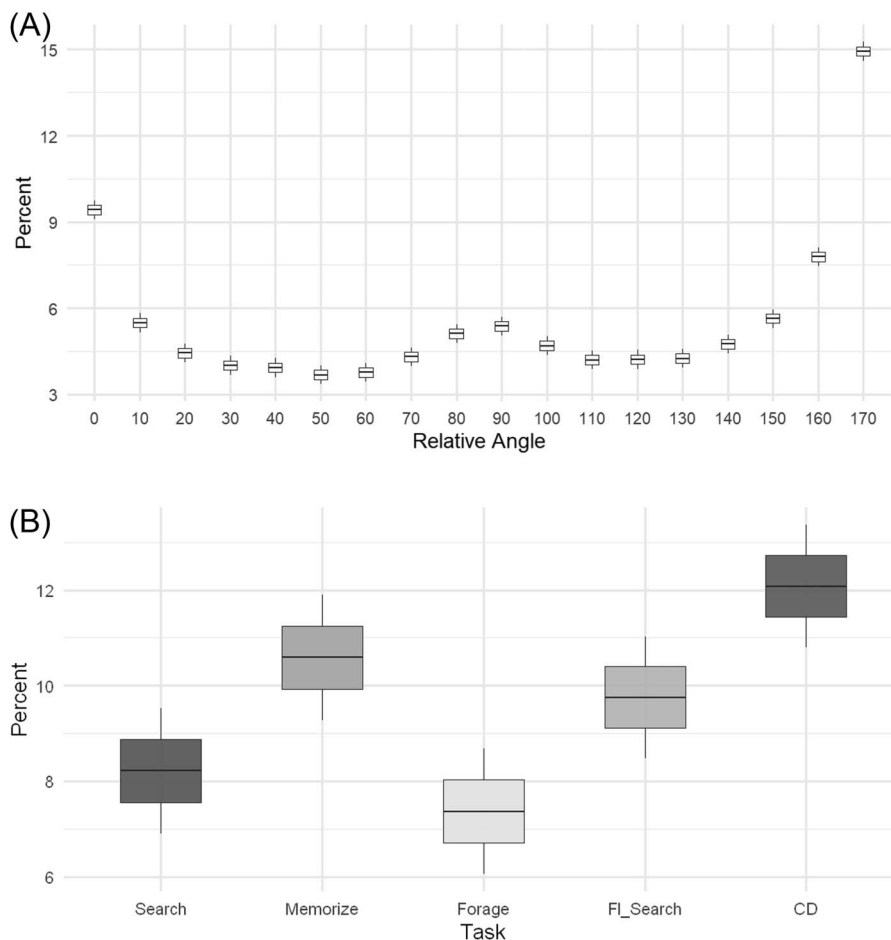 (A)
15
12
9
6
3
Percent
0 10 20 30 40 50 60 70 80 90 100 110 120 130 140 150 160 170
Relative Angle
(B)
12
10
8
6
Percent
Search Memorize Forage FI_Search CD
Task